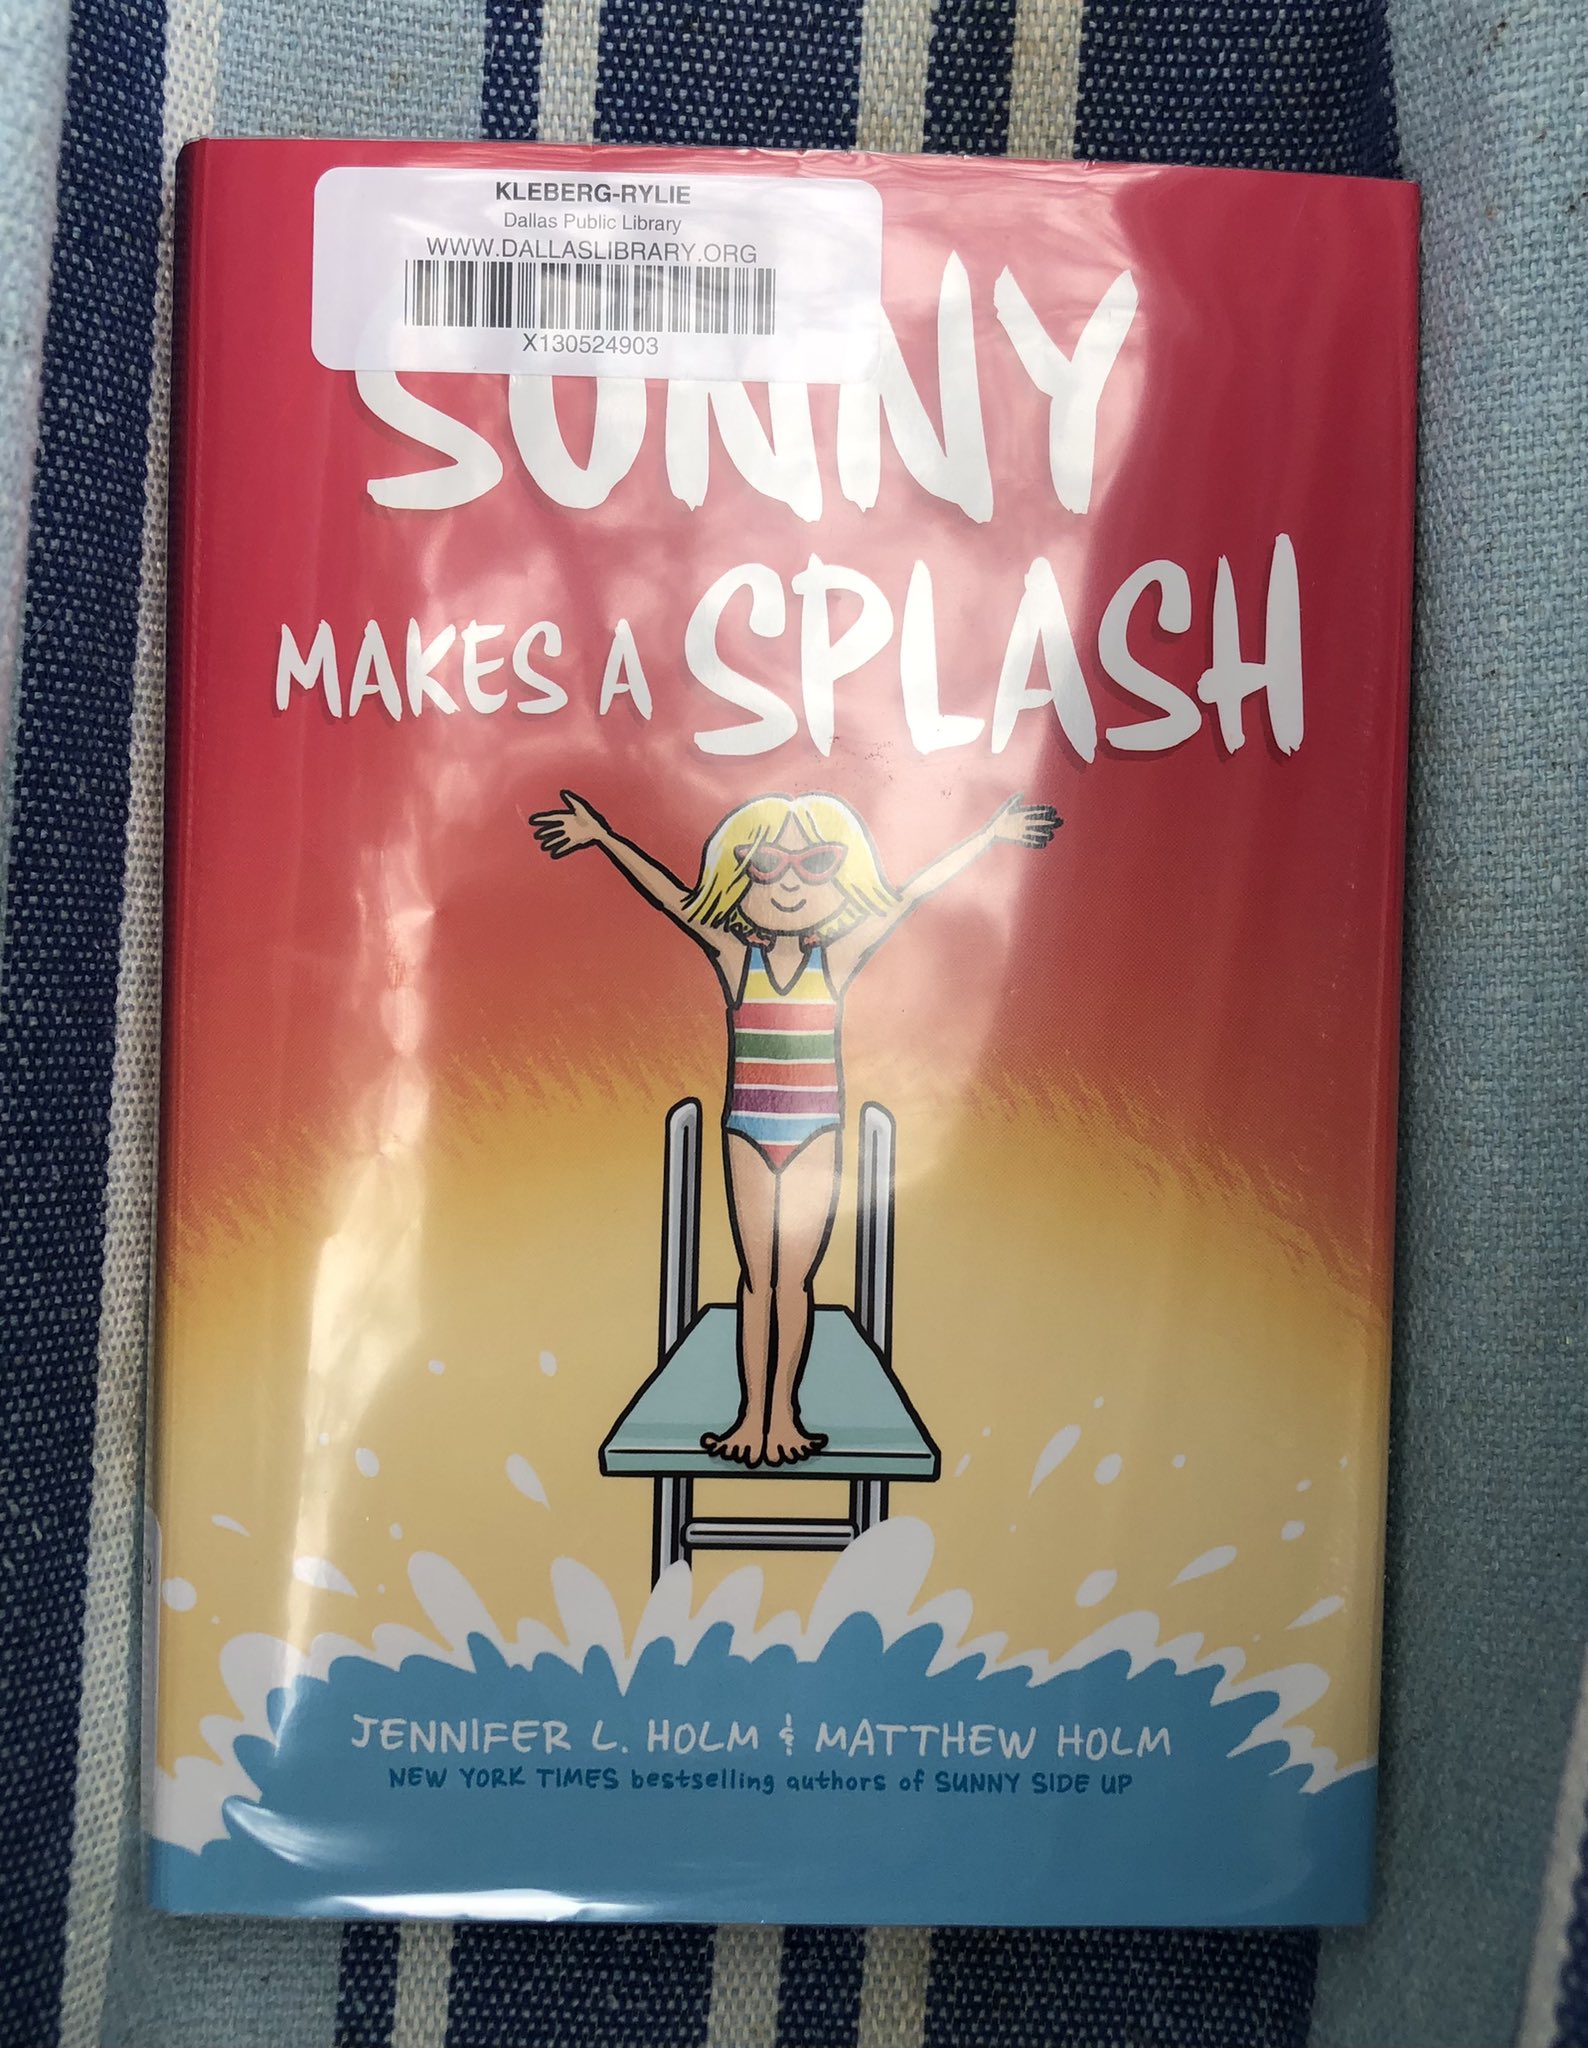 KLEBERG-RYLIE
Dallas Public Library
WWW.DALLASLIBRARY.ORG
X130524903
SUNNY
MAKES A SPLASH
JENNIFER L. HOLM & MATTHEW HOLM
NEW YORK TIMES bestselling authors of SUNNY SIDE UP